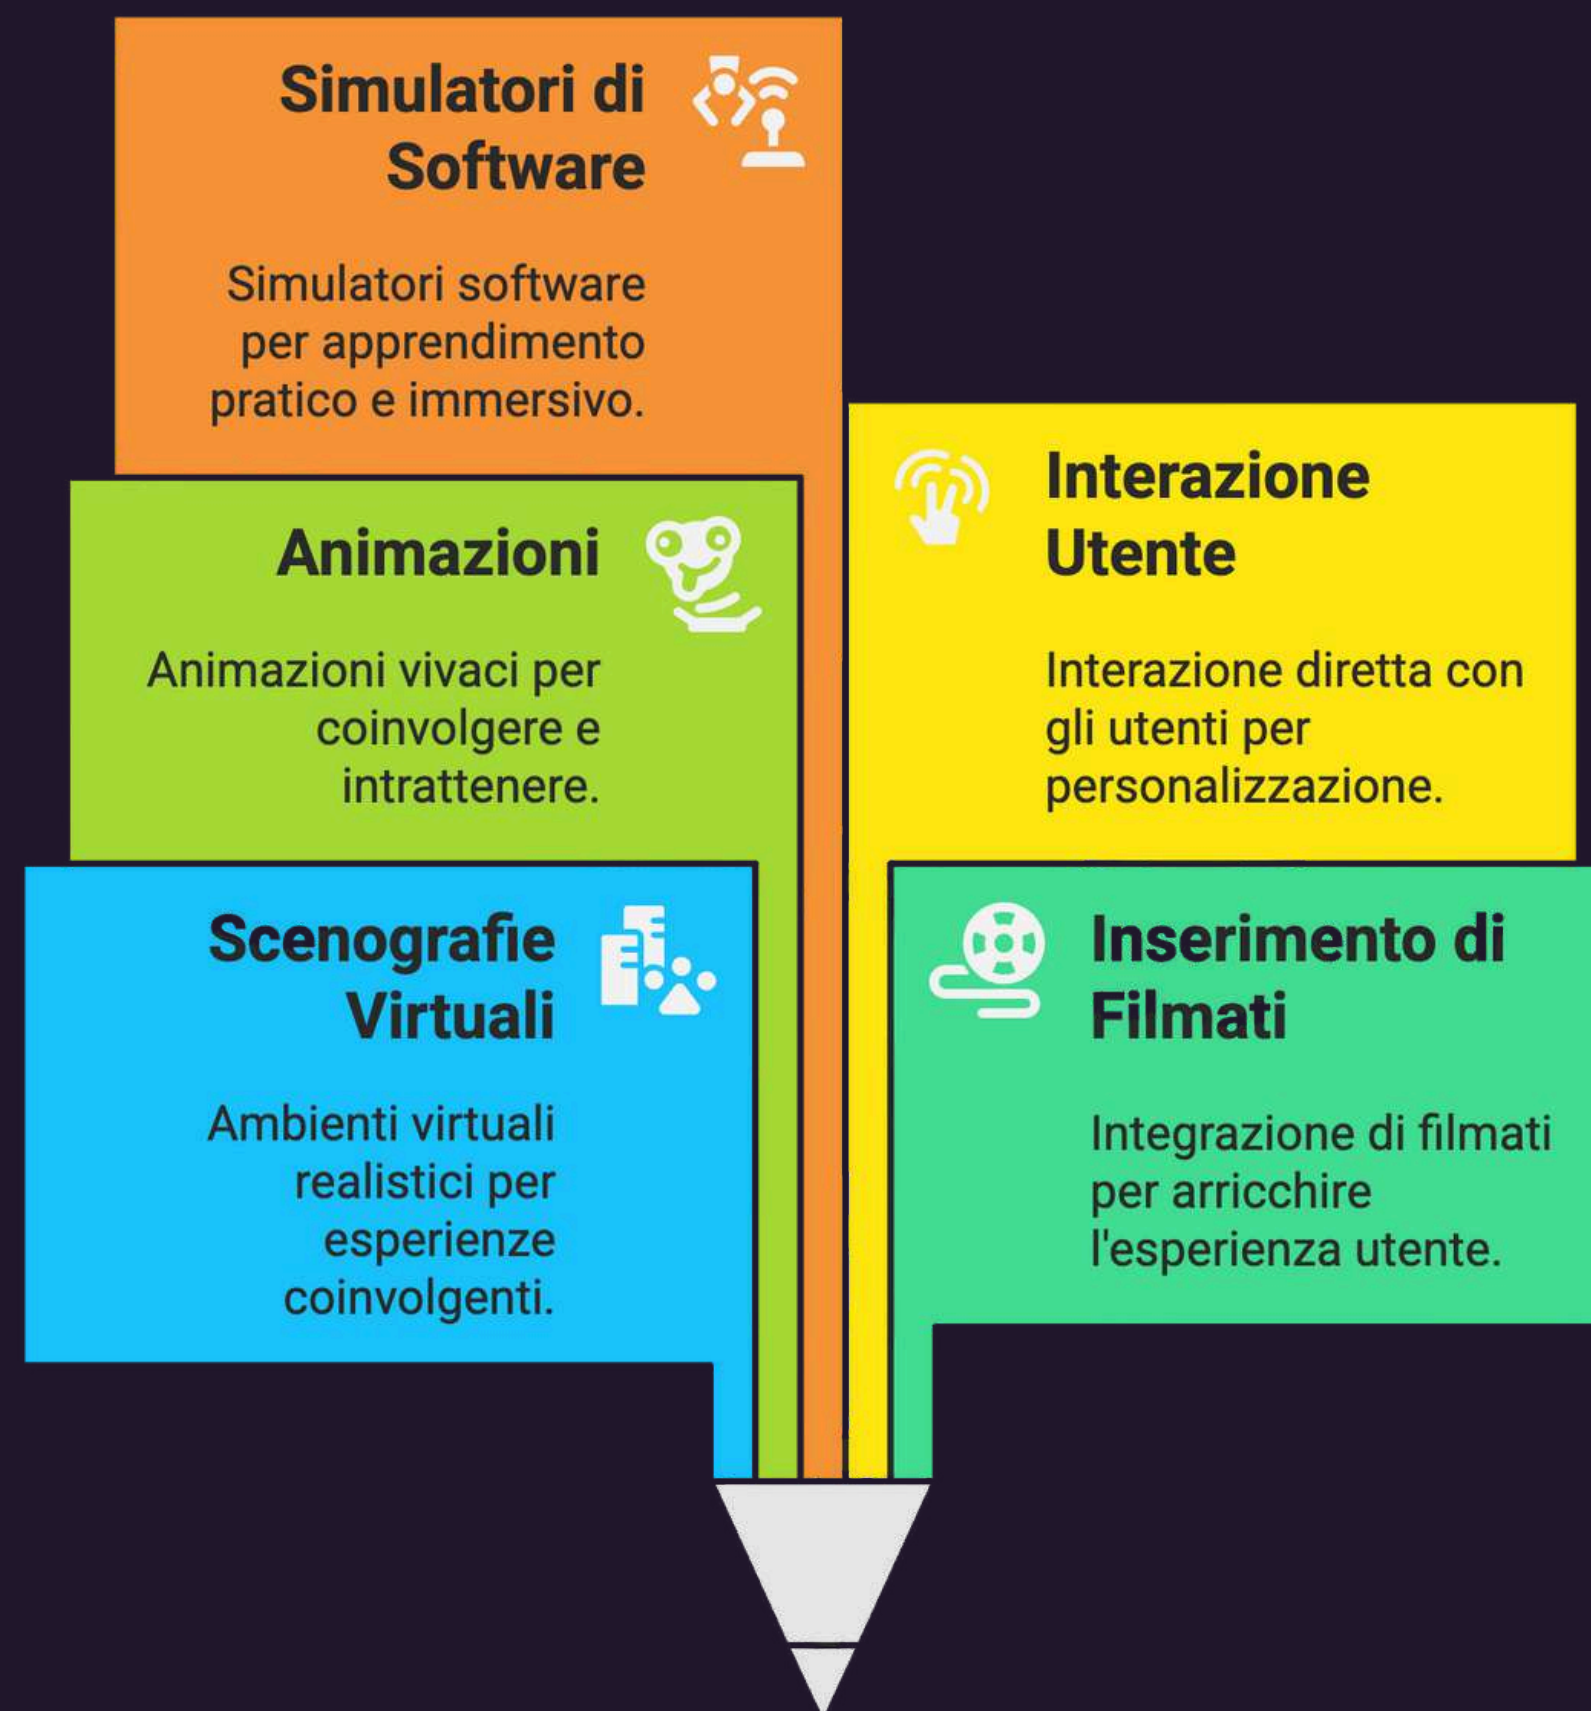 Simulatori di
Software
Simulatori software
per apprendimento
pratico e immersivo.
Animazioni
Animazioni vivaci per
coinvolgere e
intrattenere.
Scenografie
Virtuali
Ambienti virtuali
realistici per
esperienze
coinvolgenti.
Interazione
Utente
Interazione diretta con
gli utenti per
personalizzazione.
Inserimento di
Filmati
Integrazione di filmati
per arricchire
l'esperienza utente.